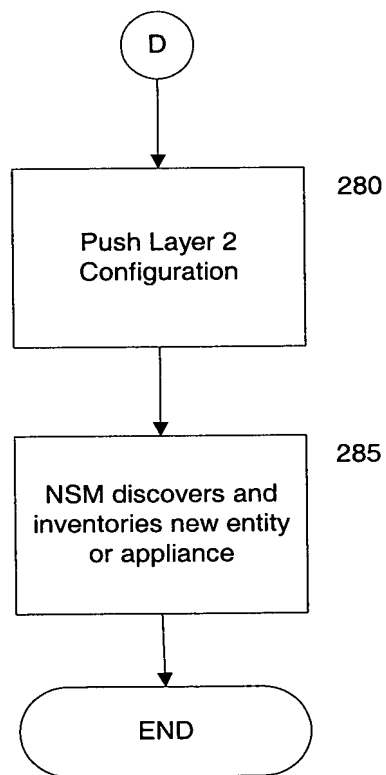 D
280
Push Layer 2
Configuration
285
NSM discovers and
inventories new entity
or appliance
END